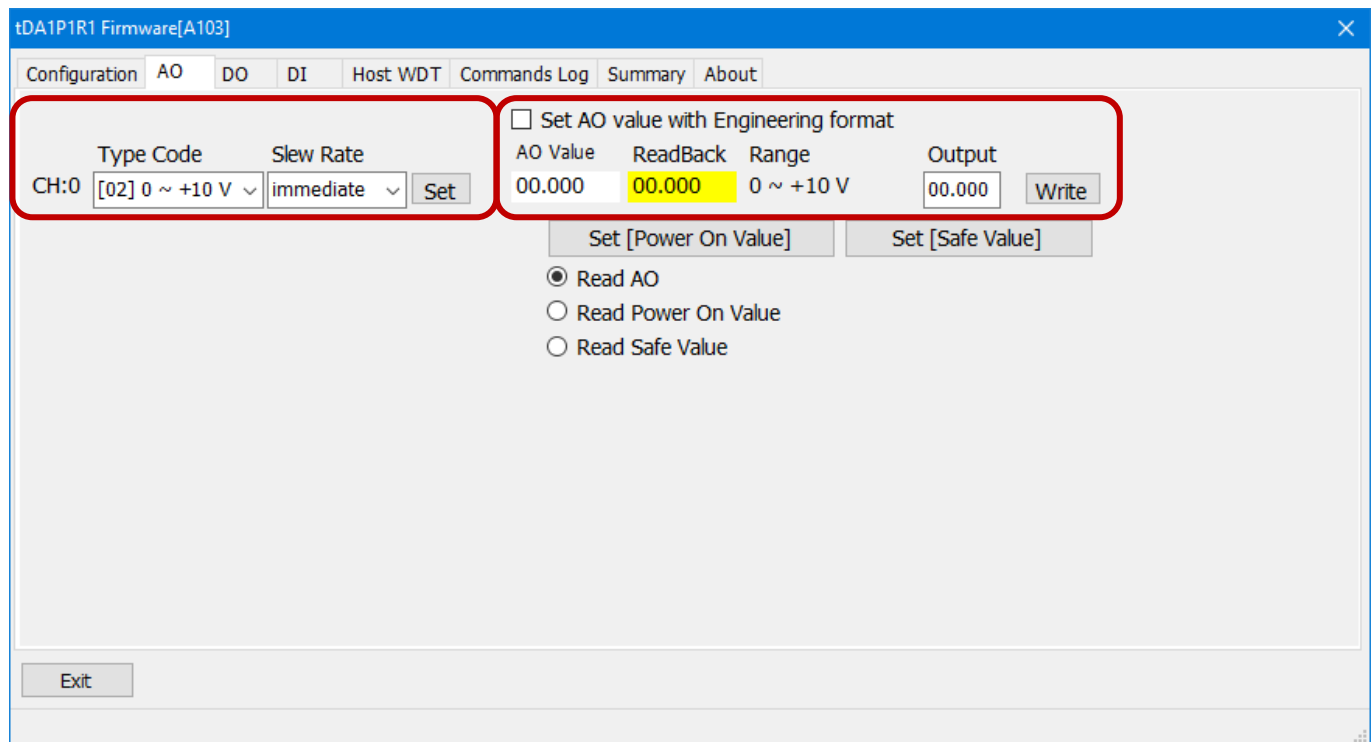 tDA1P1R1 Firmware[A103]
Configuration AO DO DI Host WDT Commands Log Summary About
Set AO value with Engineering format
Type Code Slew Rate AO Value ReadBack Range Output
CH:0 [02] 0 ~ +10 V immediate Set 00.000 00.000 0 ~ +10 V 00.000 Write
Set [Power On Value] Set [Safe Value]
Read AO
Read Power On Value
Read Safe Value
Exit